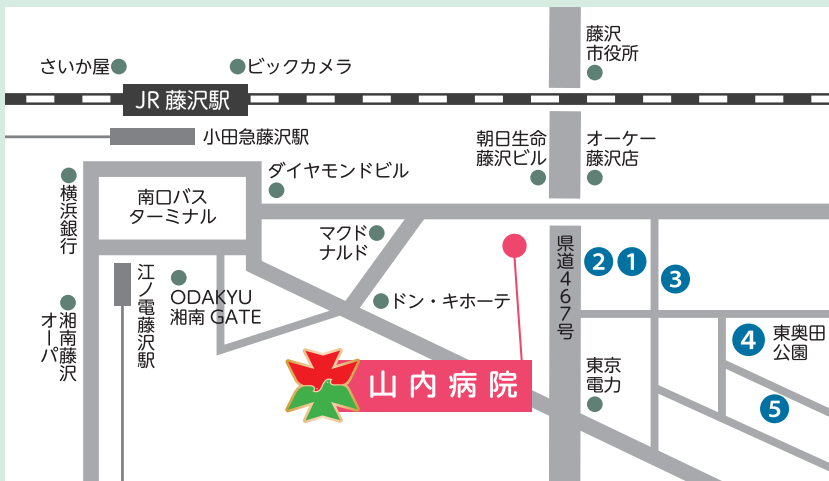 藤沢
市役所
さいか屋
ビックカメラ
JR 藤沢駅
小田急藤沢駅
朝日生命
藤沢ビル
オーケー
藤沢店
ダイヤモンドビル
横浜銀行
南口バス
ターミナル
マクド
ナルド
県道467号
2
1
3
江ノ電藤沢駅
ODAKYU
湘南 GATE
ドン・キホーテ
湘南藤沢
オーパ
4
東奥田
公園
東京
電力
山内病院
5